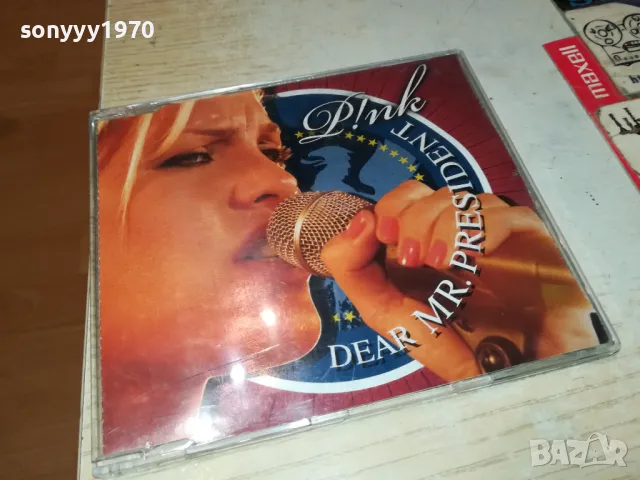 sonyyy1970
P!nk
DEAR MR. PRESIDENT
maxell
BAZAR